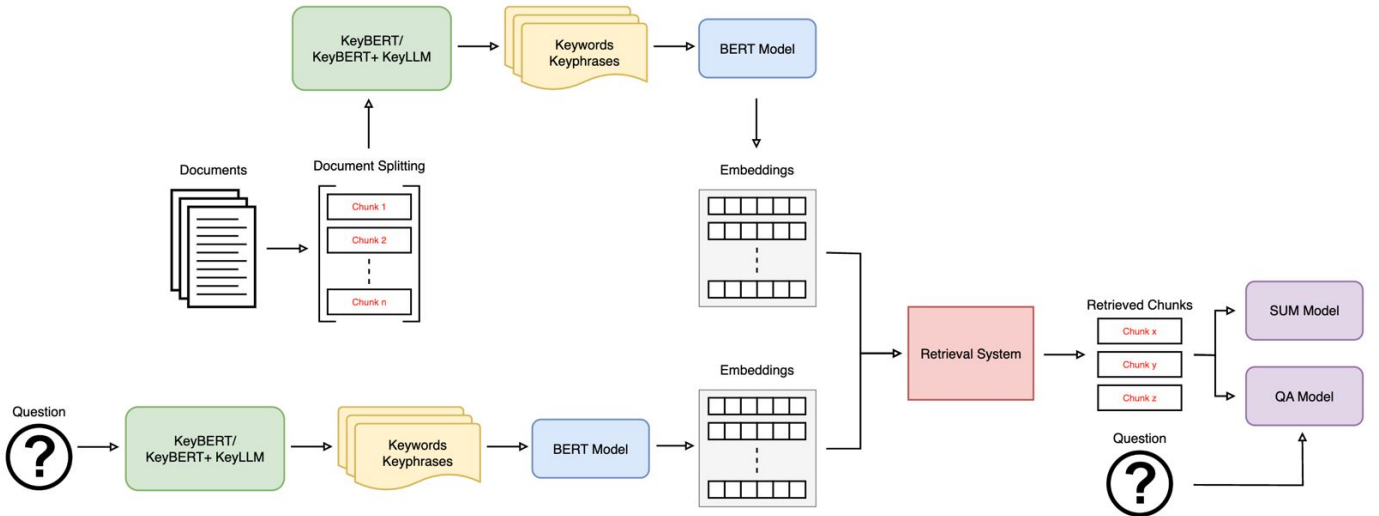 KeyBERT/
KeyBERT+ KeyLLM
Keywords
Keyphrases
BERT Model
Documents
Document Splitting
Chunk 1
Chunk 2
Chunk n
Embeddings
Question
KeyBERT/
KeyBERT+ KeyLLM
Keywords
Keyphrases
BERT Model
Embeddings
Retrieval System
Retrieved Chunks
Chunk x
Chunk y
Chunk z
SUM Model
QA Model
Question